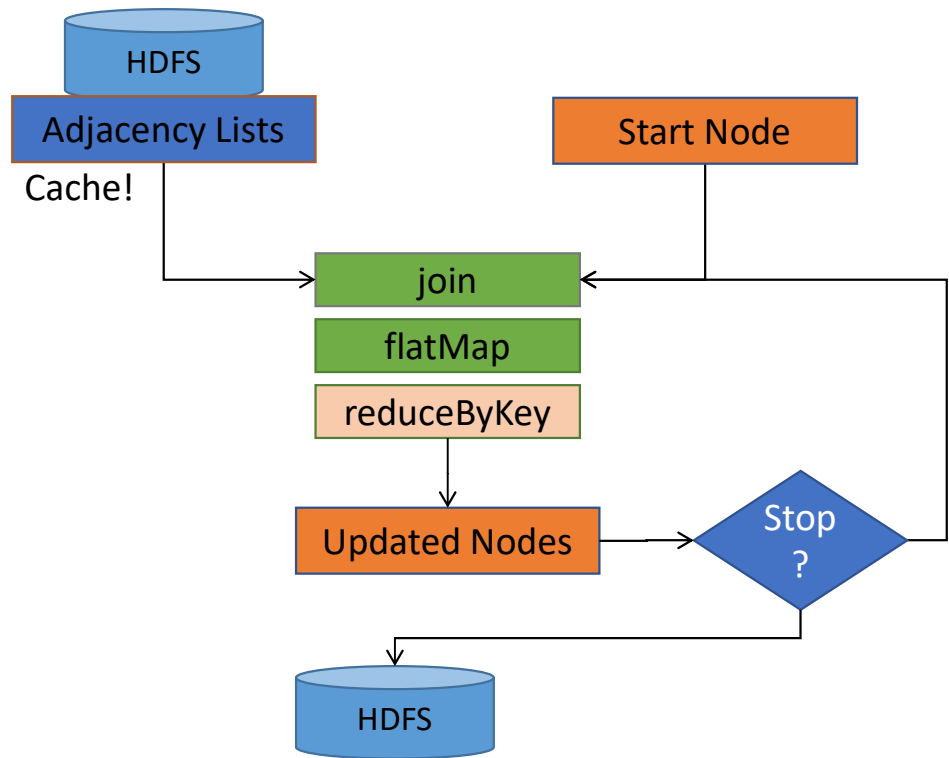 HDFS
Adjacency Lists
Start Node
Cache!
join
flatMap
reduceByKey
Updated Nodes
Stop
?
HDFS